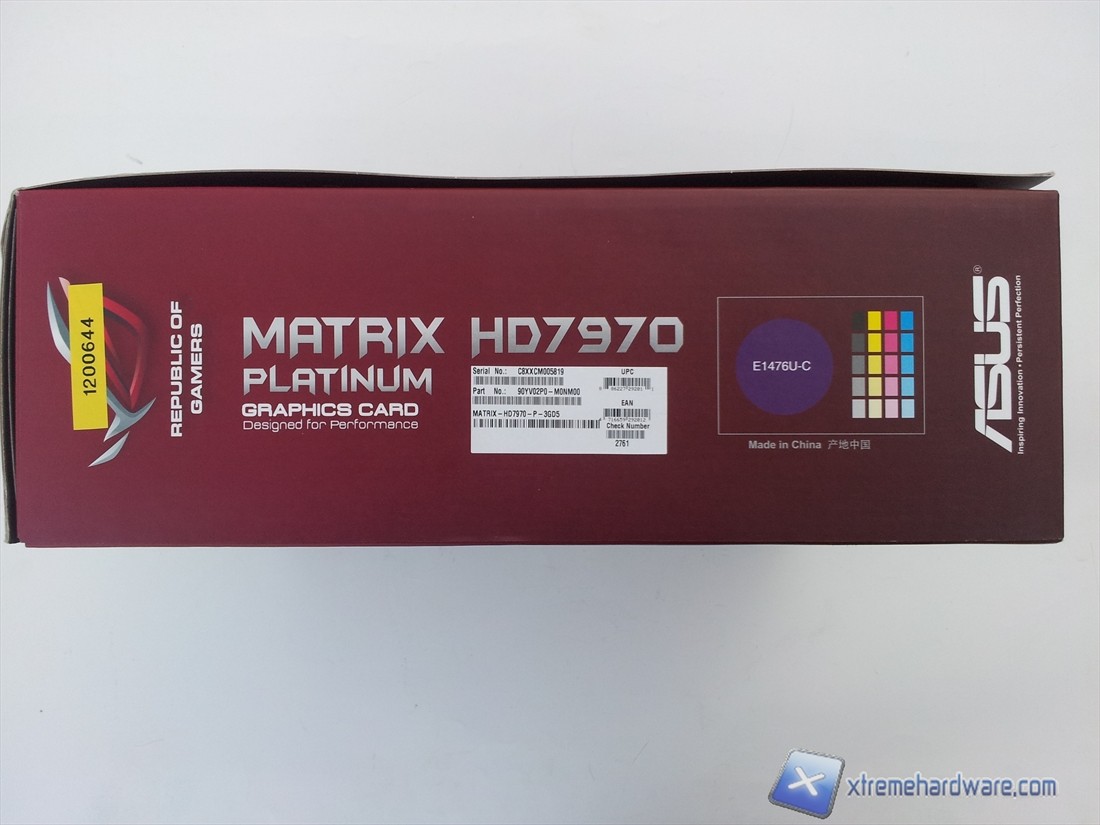 1200644
REPUBLIC OF
GAMERS
MATRIX HD7970
PLATINUM
GRAPHICS CARD
Designed for Performance
Serial No.: C8XXCM005819
Part No.: 90YV02P0-M0NM00
MATRIX-HD7970-P-3GD5
UPC
EAN
Check Number
2761
E1476U-C
Made in China 产地中国
ASUS®
Inspiring Innovation • Persistent Perfection
xtremehardware.com